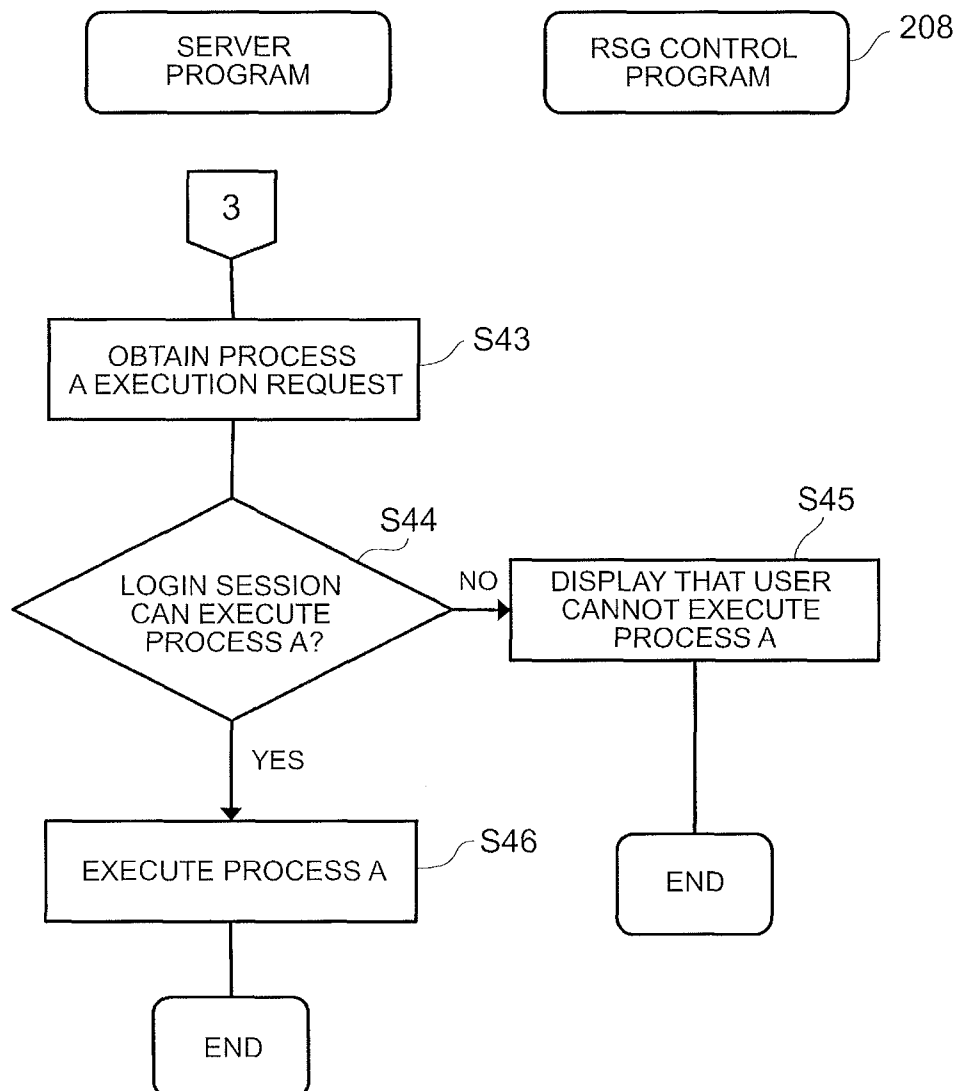 SERVER
PROGRAM
RSG CONTROL
PROGRAM
208
3
OBTAIN PROCESS
A EXECUTION REQUEST
S43
LOGIN SESSION
CAN EXECUTE
PROCESS A?
S44
NO
DISPLAY THAT USER
CANNOT EXECUTE
PROCESS A
S45
YES
EXECUTE PROCESS A
S46
END
END